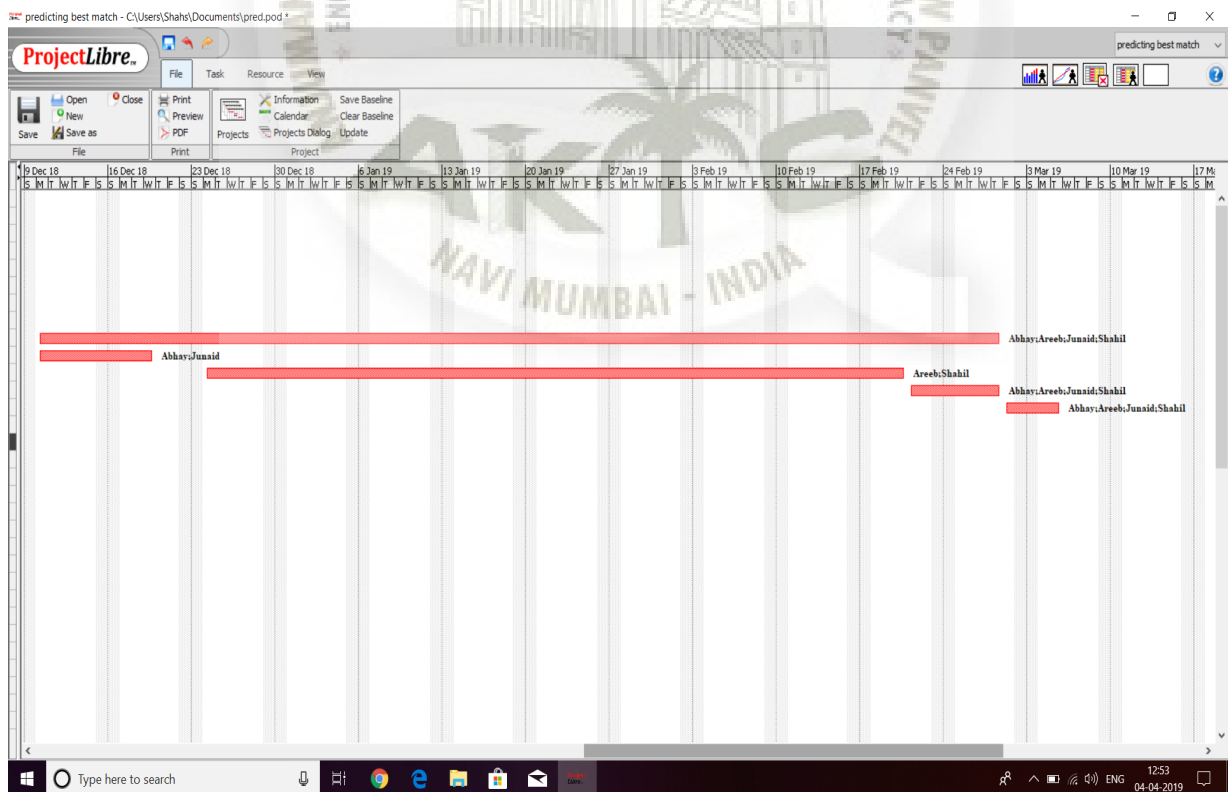 predicting best match - C:\Users\Shahs\Documents\pred.pod *
ProjectLibre
predicting best match
File Task Resource View
Save Open New Save as Close
Print Preview PDF
Projects Information Calendar Projects Dialog Save Baseline Clear Baseline Update
File Print Project
9 Dec 18 16 Dec 18 23 Dec 18 30 Dec 18 6 Jan 19 13 Jan 19 20 Jan 19 27 Jan 19 3 Feb 19 10 Feb 19 17 Feb 19 24 Feb 19 3 Mar 19 10 Mar 19
S M T W T F S S M T W T F S S M T W T F S S M T W T F S S M T W T F S S M T W T F S S M T W T F S S M T W T F S S M T W T F S S M T W T F S S M T W T F S S M T W T F S S M T W T F S S M T W T F S S M
AKTC
NAVI MUMBAI - INDIA
Abhay;Areeb;Junaid;Shahil
Abhay;Junaid
Areeb;Shahil
Abhay;Areeb;Junaid;Shahil
Abhay;Areeb;Junaid;Shahil
Type here to search
ENG
12:53
04-04-2019